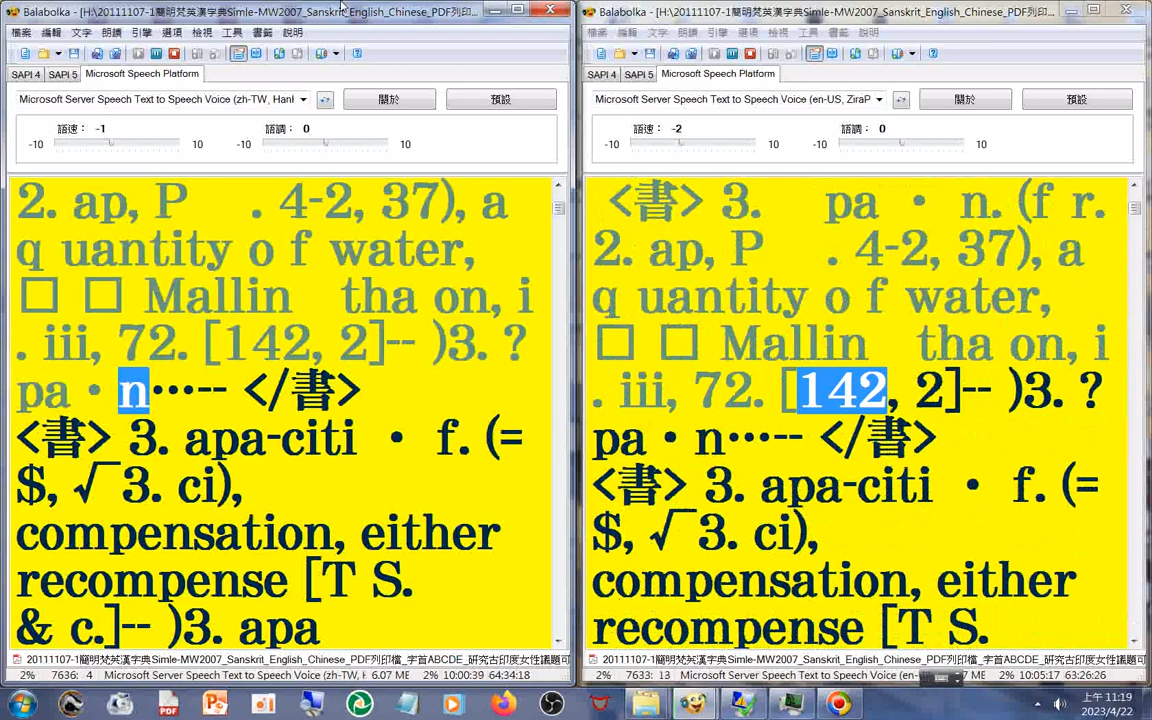 Balabolka - [H:\20111107-1簡明梵英漢字典Simle-MW2007_Sanskrit_English_Chinese_PDF列印...
檔案 編輯 文字 朗讀 引擎 選項 檢視 工具 書籤 說明
SAPI 4 SAPI 5 Microsoft Speech Platform
Microsoft Server Speech Text to Speech Voice (zh-TW, HanH 關於 預設
語速: -1 語調: 0
-10 10 -10 10
2. ap, P . 4-2, 37), a
q uantity o f water,
□ □ Mallin tha on, i
. iii, 72. [142, 2]-- )3. ?
pa • n…-- </書>
<書> 3. apa-citi • f. (=
$, √ 3. ci),
compensation, either
recompense [T S.
& c.]-- )3. apa
20111107-1簡明梵英漢字典Simle-MW2007_Sanskrit_English_Chinese_PDF列印檔_字首ABCDE_研究古印度女性議題可
2% 7636: 4 Microsoft Server Speech Text to Speech Voice (zh-TW, H 6.07 ME 2% 10:00:39 64:34:18
Balabolka - [H:\20111107-1簡明梵英漢字典Simle-MW2007_Sanskrit_English_Chinese_PDF列印...
檔案 編輯 文字 朗讀 引擎 選項 檢視 工具 書籤 說明
SAPI 4 SAPI 5 Microsoft Speech Platform
Microsoft Server Speech Text to Speech Voice (en-US, ZiraP 關於 預設
語速: -2 語調: 0
-10 10 -10 10
<書> 3. pa • n. (f r.
2. ap, P . 4-2, 37), a
q uantity o f water,
□ □ Mallin tha on, i
. iii, 72. [142, 2]-- )3. ?
pa • n…-- </書>
<書> 3. apa-citi • f. (=
$, √ 3. ci),
compensation, either
recompense [T S.
20111107-1簡明梵英漢字典Simle-MW2007_Sanskrit_English_Chinese_PDF列印檔_字首ABCDE_研究古印度女性議題可
2% 7633: 13 Microsoft Server Speech Text to Speech Voice (en-U ME 2% 10:05:17 63:26:26
上午 11:19
2023/4/22